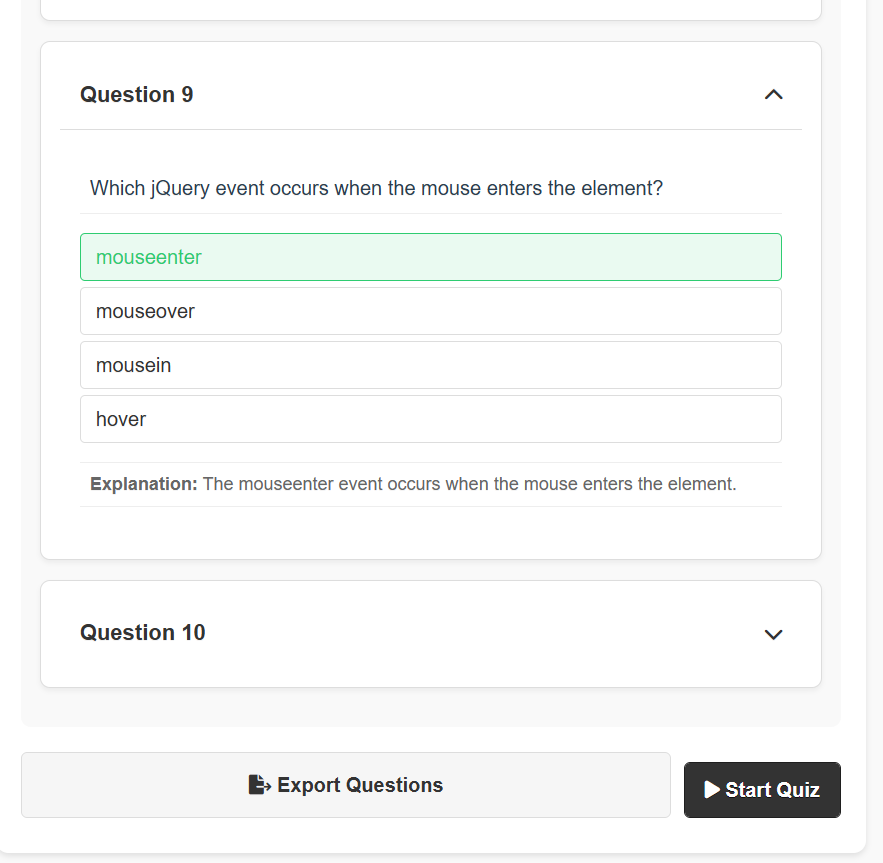 Question 9
Which jQuery event occurs when the mouse enters the element?
mouseenter
mouseover
mousein
hover
Explanation: The mouseenter event occurs when the mouse enters the element.
Question 10
Export Questions
Start Quiz